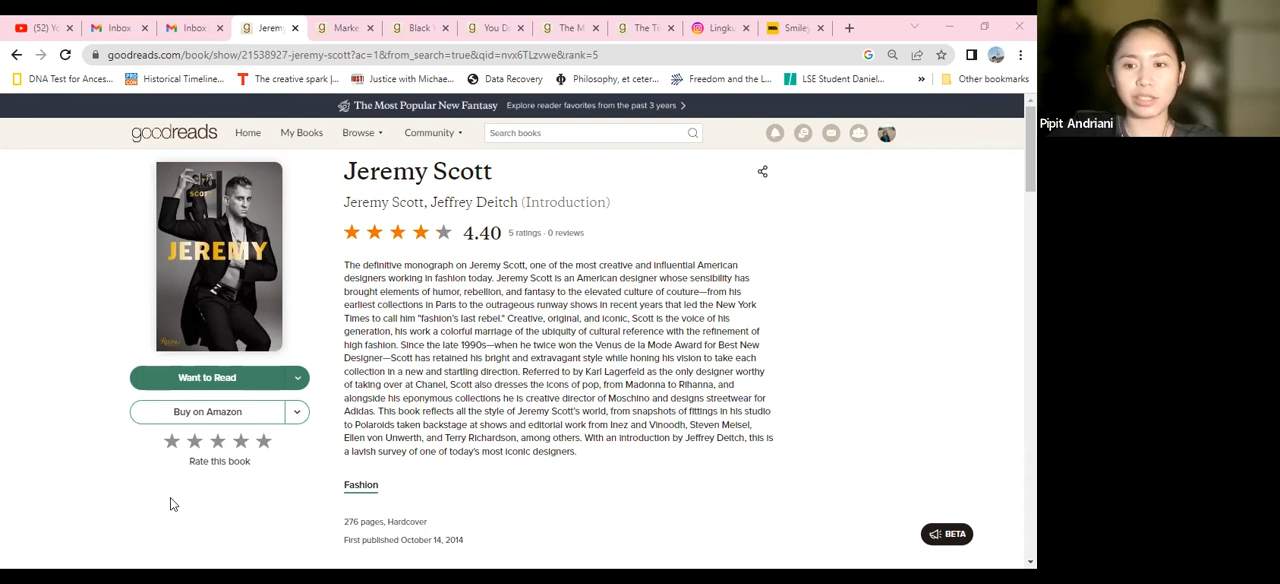 (52) Yo
Inbox
Inbox
Jeremy
Marke
Black
You D
The M
The Ti
Lingku
Smiley
goodreads.com/book/show/21538927-jeremy-scott?ac=1&from_search=true&qid=nvx6TLzvwe&rank=5
DNA Test for Ances...
Historical Timeline...
The creative spark |...
Justice with Michae...
Data Recovery
Philosophy, et ceter...
Freedom and the L...
LSE Student Daniel...
»
Other bookmarks
The Most Popular New Fantasy Explore reader favorites from the past 3 years
goodreads Home My Books Browse Community Search books
Pipit Andriani
SCOTT
JEREMY
Want to Read
Buy on Amazon
Rate this book
Jeremy Scott
Jeremy Scott, Jeffrey Deitch (Introduction)
4.40 5 ratings · 0 reviews
The definitive monograph on Jeremy Scott, one of the most creative and influential American
designers working in fashion today. Jeremy Scott is an American designer whose sensibility has
brought elements of humor, rebellion, and fantasy to the elevated culture of couture—from his
earliest collections in Paris to the outrageous runway shows in recent years that led the New York
Times to call him "fashion's last rebel." Creative, original, and iconic, Scott is the voice of his
generation, his work a colorful marriage of the ubiquity of cultural reference with the refinement of
high fashion. Since the late 1990s—when he twice won the Venus de la Mode Award for Best New
Designer—Scott has retained his bright and extravagant style while honing his vision to take each
collection in a new and startling direction. Referred to by Karl Lagerfeld as the only designer worthy
of taking over at Chanel, Scott also dresses the icons of pop, from Madonna to Rihanna, and
alongside his eponymous collections he is creative director of Moschino and designs streetwear for
Adidas. This book reflects all the style of Jeremy Scott's world, from snapshots of fittings in his studio
to Polaroids taken backstage at shows and editorial work from Inez and Vinoodh, Steven Meisel,
Ellen von Unwerth, and Terry Richardson, among others. With an introduction by Jeffrey Deitch, this is
a lavish survey of one of today's most iconic designers.
Fashion
276 pages, Hardcover
First published October 14, 2014
BETA